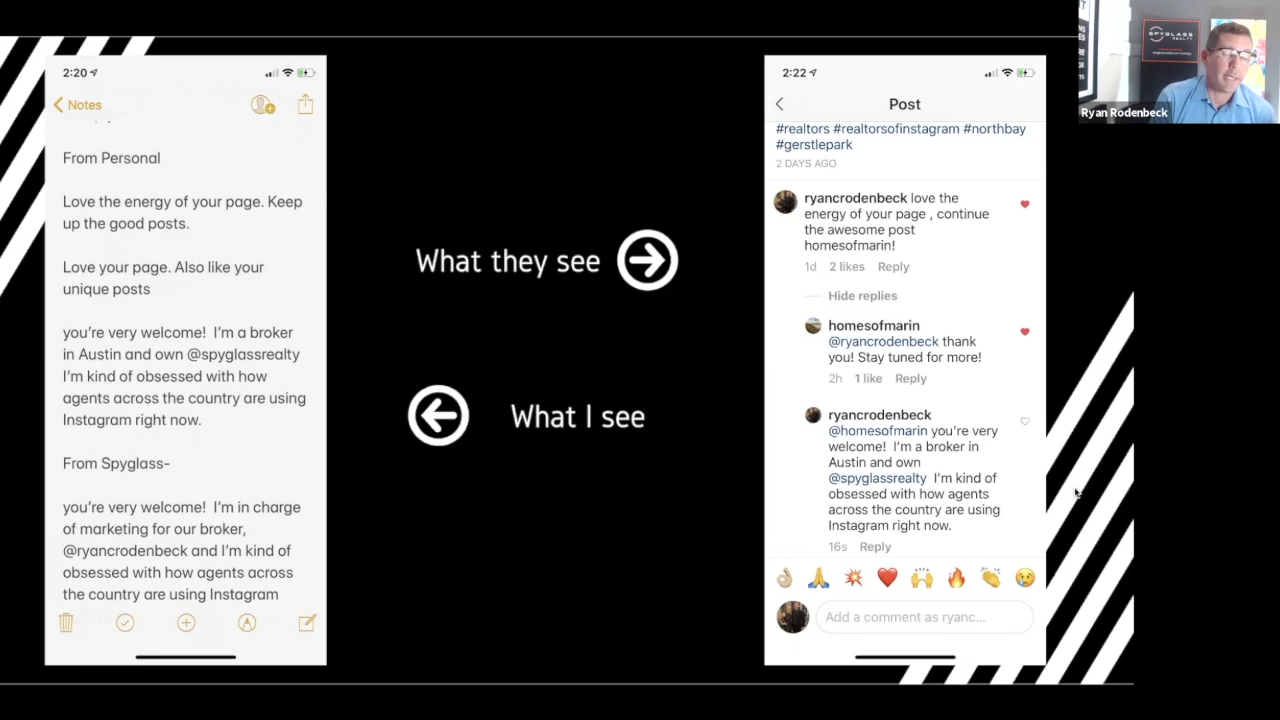 2:20
Notes
From Personal
Love the energy of your page. Keep
up the good posts.
Love your page. Also like your
unique posts
you're very welcome!  I'm a broker
in Austin and own @spyglassrealty
I'm kind of obsessed with how
agents across the country are using
Instagram right now.
From Spyglass-
you're very welcome!  I'm in charge
of marketing for our broker,
@ryancrodenbeck and I'm kind of
obsessed with how agents across
the country are using Instagram
What they see
What I see
2:22
Post
#realtors #realtorsofinstagram #northbay
#gerstlepark
2 DAYS AGO
ryancrodenbeck love the
energy of your page , continue
the awesome post
homesofmarin!
1d 2 likes Reply
Hide replies
homesofmarin
@ryancrodenbeck thank
you! Stay tuned for more!
2h 1 like Reply
ryancrodenbeck
@homesofmarin you're very
welcome!  I'm a broker in
Austin and own
@spyglassrealty  I'm kind of
obsessed with how agents
across the country are using
Instagram right now.
16s Reply
Add a comment as ryanc...
SPYGLASS
REALTY
Ryan Rodenbeck